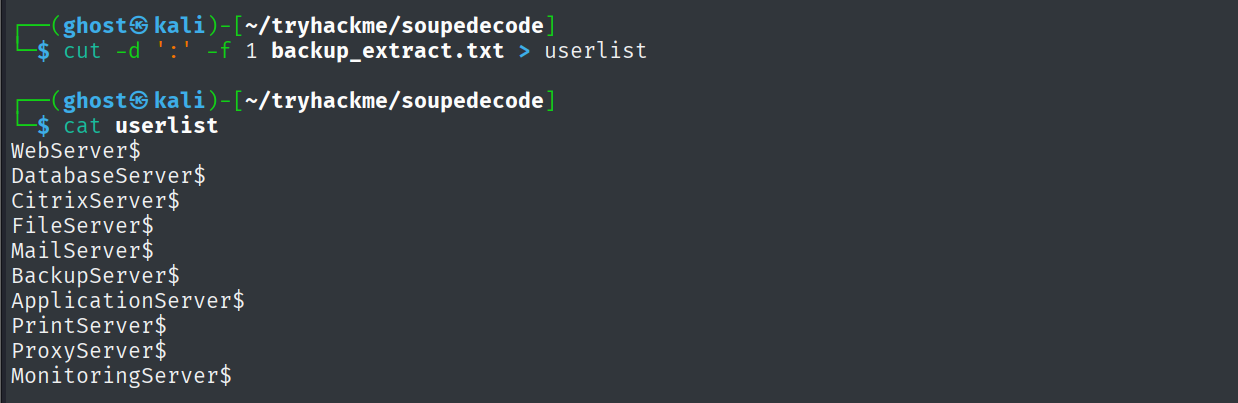 ┌──(ghost㉿kali)-[~/tryhackme/soupedecode]
└─$ cut -d ':' -f 1 backup_extract.txt > userlist
┌──(ghost㉿kali)-[~/tryhackme/soupedecode]
└─$ cat userlist
WebServer$
DatabaseServer$
CitrixServer$
FileServer$
MailServer$
BackupServer$
ApplicationServer$
PrintServer$
ProxyServer$
MonitoringServer$